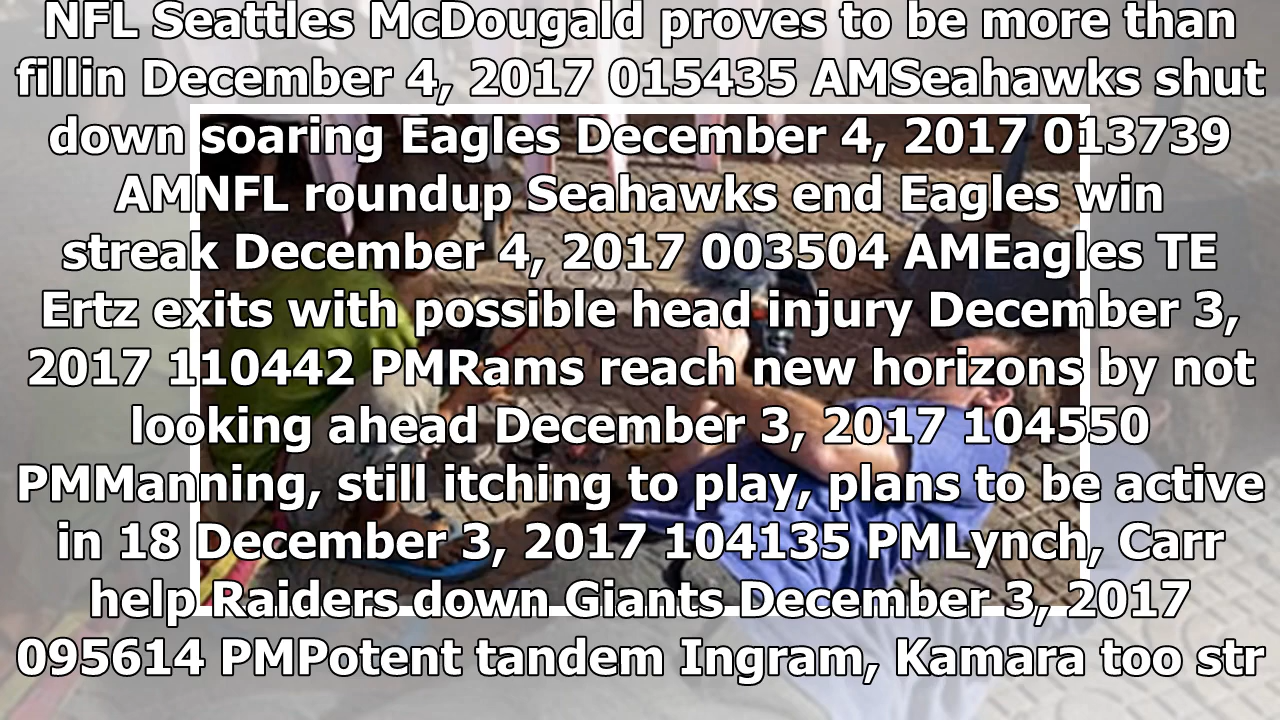 NFL Seattles McDougald proves to be more than
fillin December 4, 2017 015435 AMSeahawks shut
down soaring Eagles December 4, 2017 013739
AMNFL roundup Seahawks end Eagles win
streak December 4, 2017 003504 AMEagles TE
Ertz exits with possible head injury December 3,
2017 110442 PMRams reach new horizons by not
looking ahead December 3, 2017 104550
PMManning, still itching to play, plans to be active
in 18 December 3, 2017 104135 PMLynch, Carr
help Raiders down Giants December 3, 2017
095614 PMPotent tandem Ingram, Kamara too str